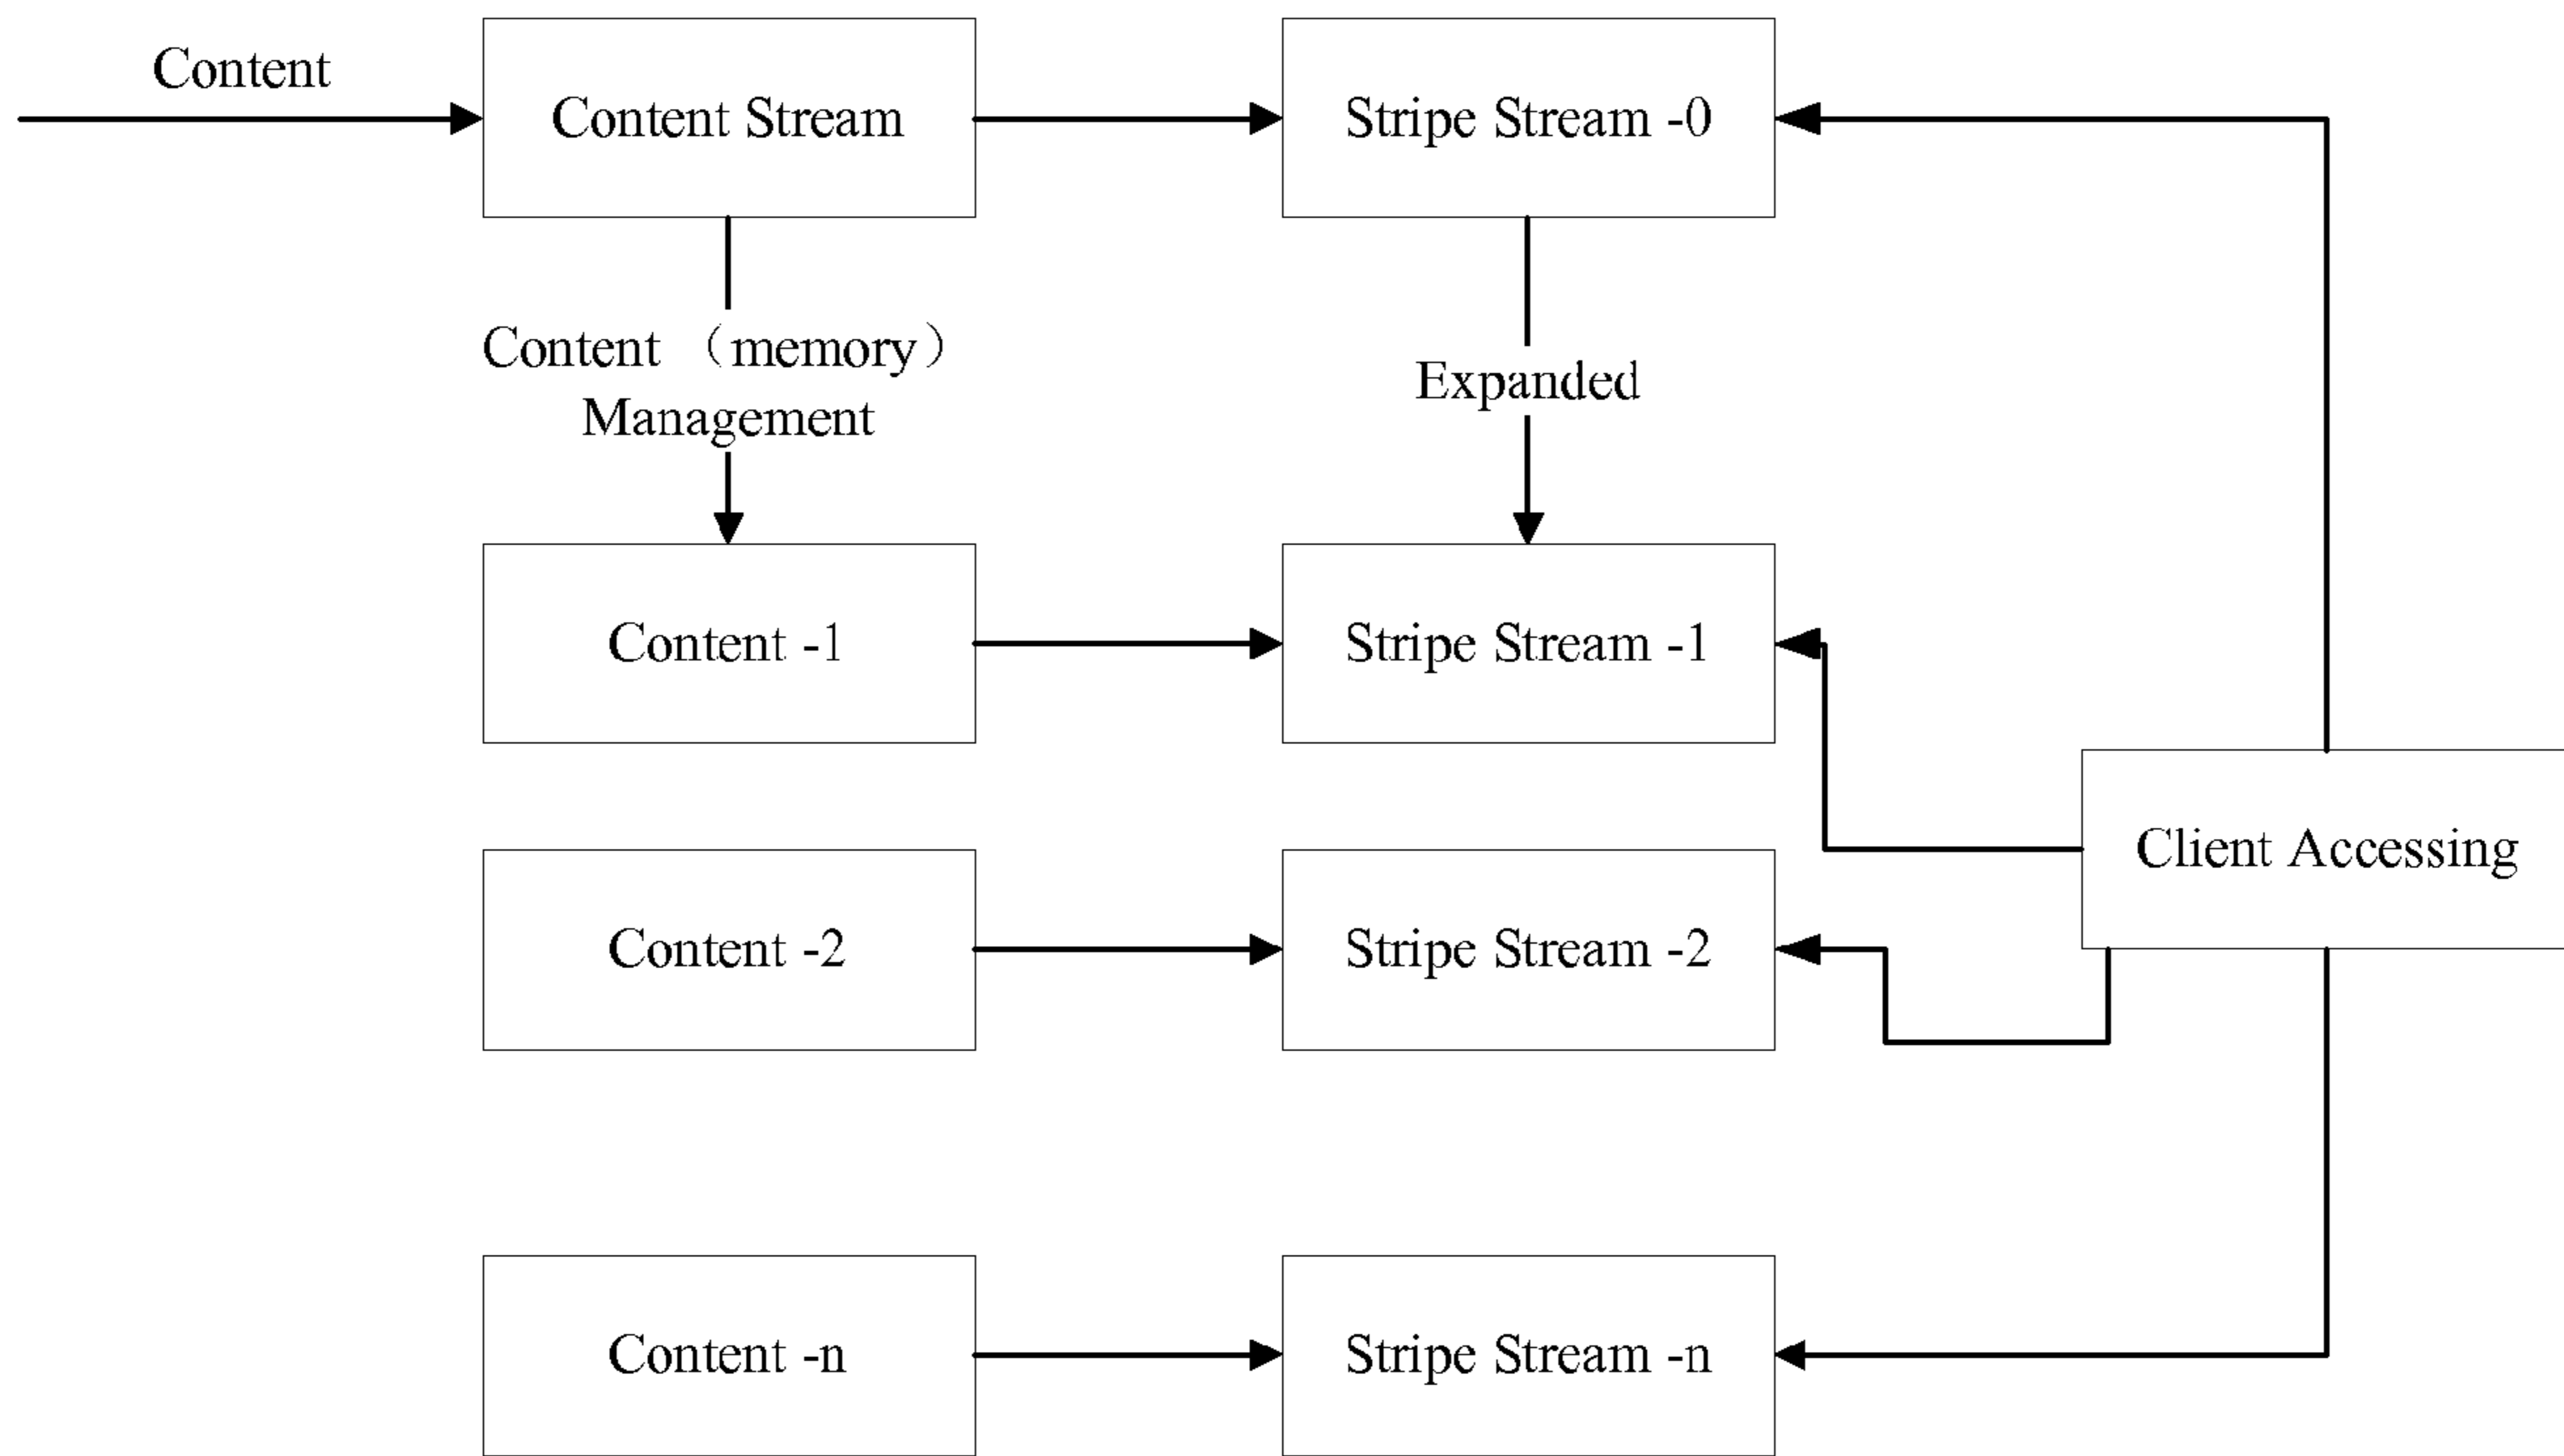 Content
Content Stream
Stripe Stream -0
Content （memory）
Management
Expanded
Content -1
Stripe Stream -1
Client Accessing
Content -2
Stripe Stream -2
Content -n
Stripe Stream -n